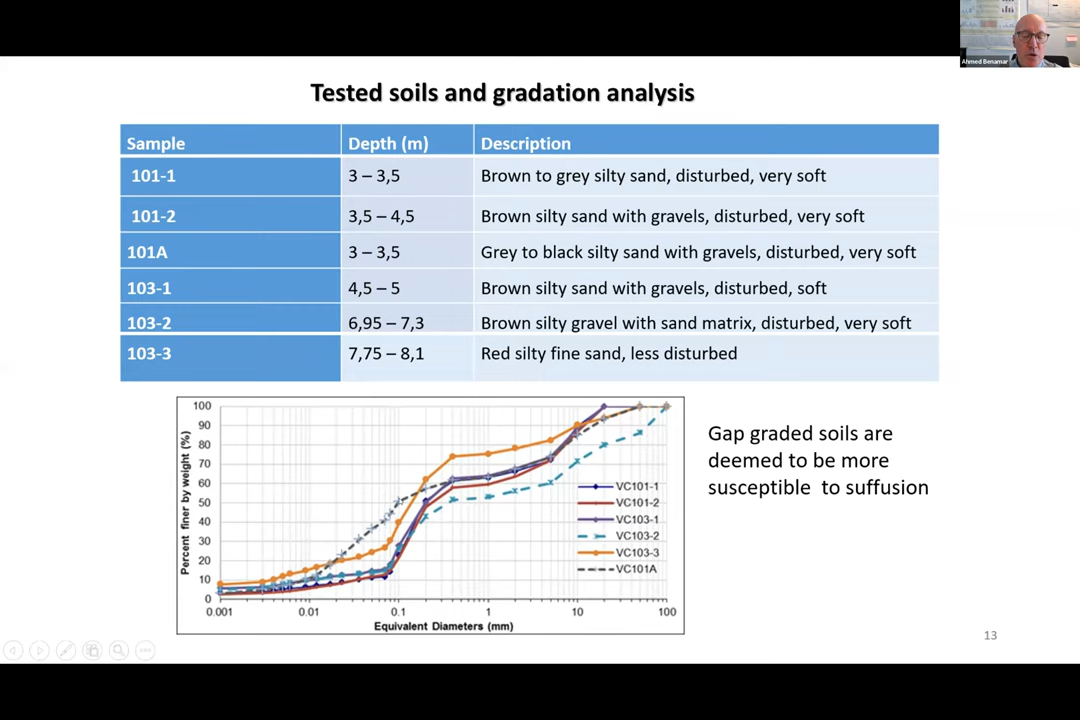 Ahmed Benamar
Tested soils and gradation analysis
Sample Depth (m) Description
101-1 3 – 3,5 Brown to grey silty sand, disturbed, very soft
101-2 3,5 – 4,5 Brown silty sand with gravels, disturbed, very soft
101A 3 – 3,5 Grey to black silty sand with gravels, disturbed, very soft
103-1 4,5 – 5 Brown silty sand with gravels, disturbed, soft
103-2 6,95 – 7,3 Brown silty gravel with sand matrix, disturbed, very soft
103-3 7,75 – 8,1 Red silty fine sand, less disturbed
Percent finer by weight (%)
100
90
80
70
60
50
40
30
20
10
0
0.001 0.01 0.1 1 10 100
Equivalent Diameters (mm)
VC101-1
VC101-2
VC103-1
VC103-2
VC103-3
VC101A
Gap graded soils are
deemed to be more
susceptible to suffusion
13